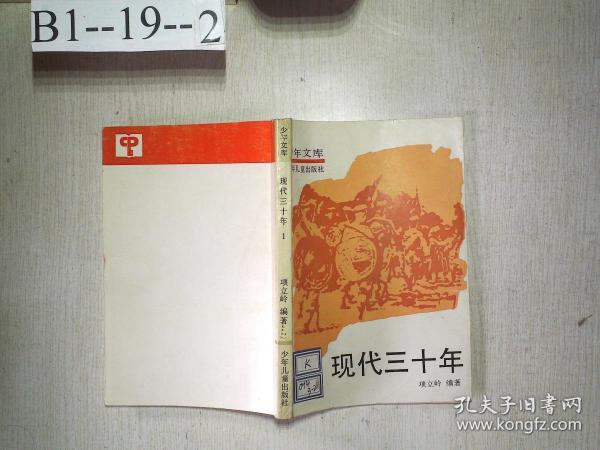 B1--19--2
少年文库
现代三十年
1
项立岭 编著
少年儿童出版社
年文库
年儿童出版社
现代三十年
项立岭 编著
K
孔夫子旧书网
www.kongfz.com